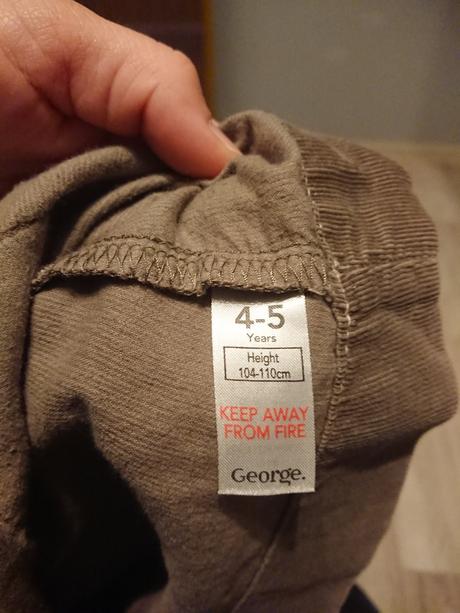 4-5
Years
Height
104-110cm
KEEP AWAY
FROM FIRE
George.